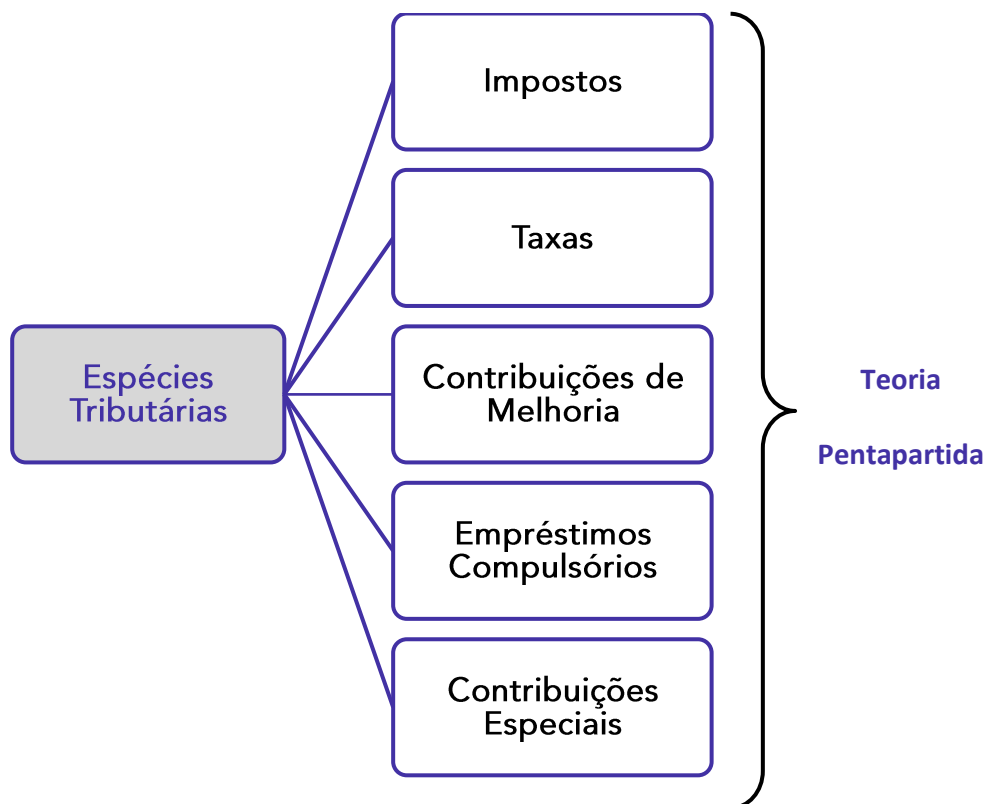 Impostos
Taxas
Espécies
Tributárias
Contribuições de
Melhoria
Teoria
Pentapartida
Empréstimos
Compulsórios
Contribuições
Especiais